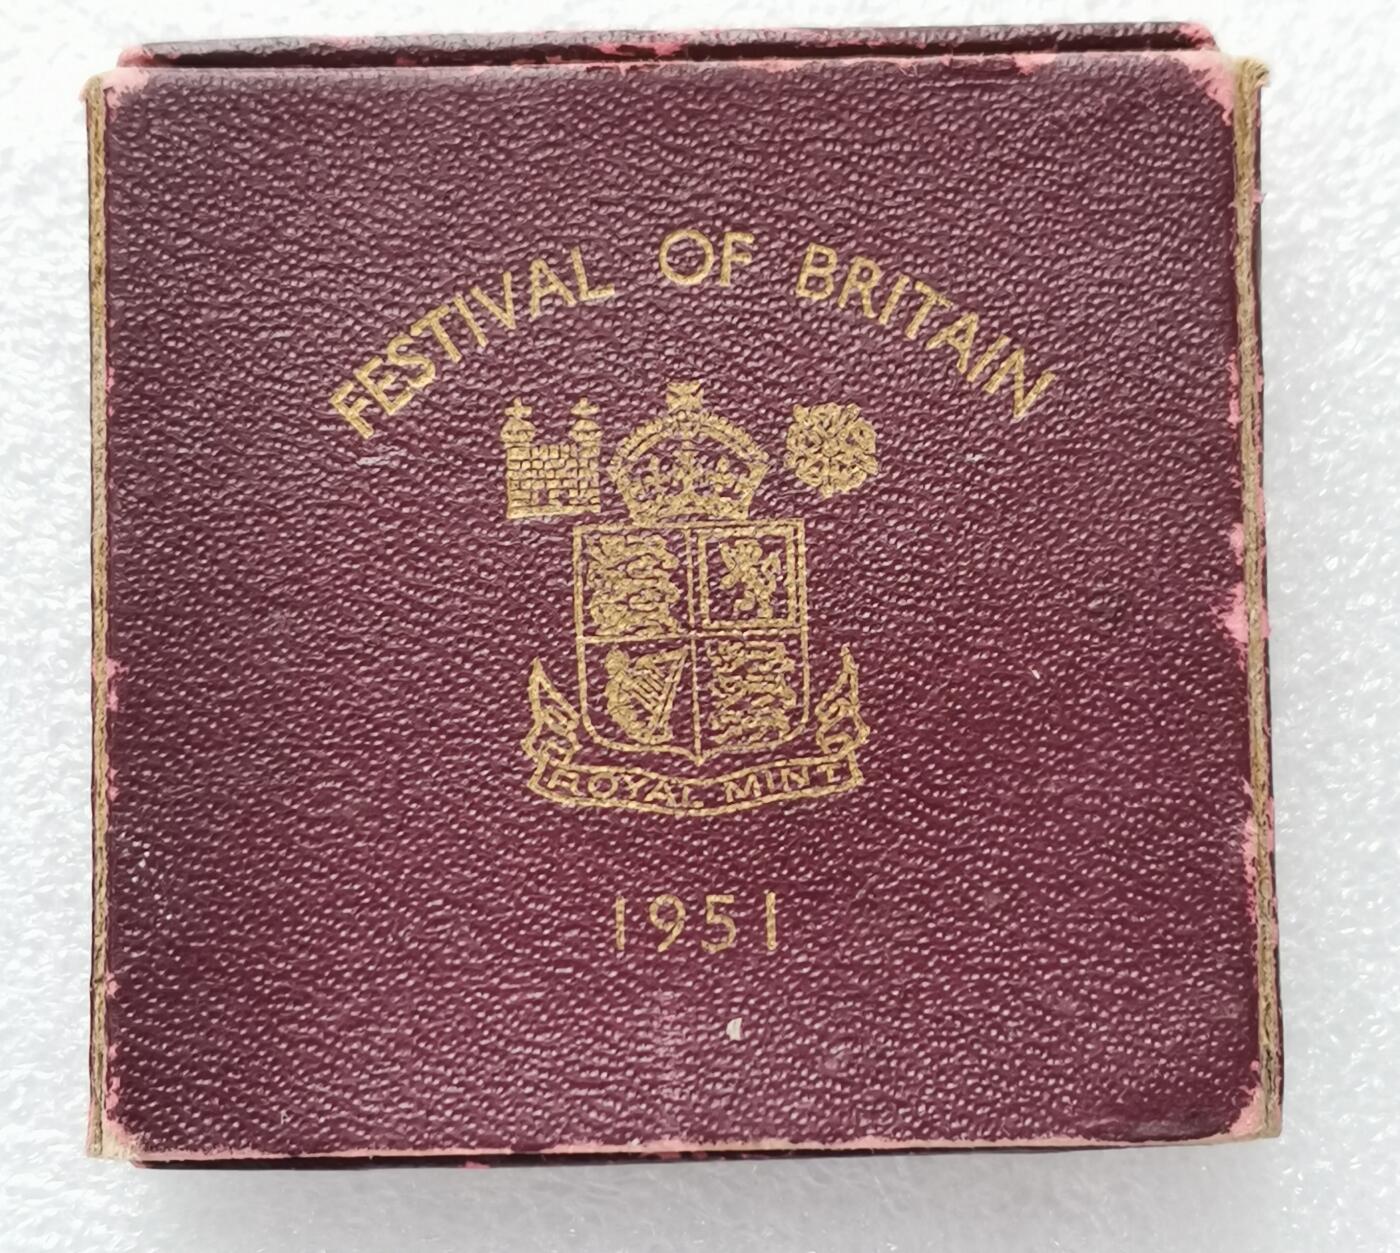 FESTIVAL OF BRITAIN
ROYAL MINT
1951